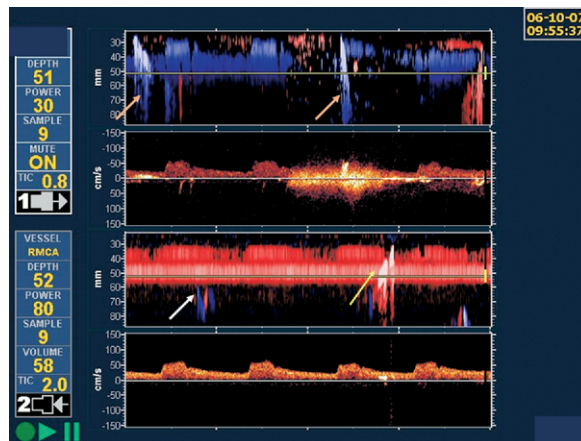 06-10-07
09:55:37
DEPTH
51
POWER
30
SAMPLE
9
MUTE
ON
TIC 0.8
1
VESSEL
RMCA
DEPTH
52
POWER
80
SAMPLE
9
VOLUME
58
TIC 2.0
2
mm
30
40
50
60
70
80
cm/s
-150
-100
-50
0
50
100
150
mm
30
40
50
60
70
80
cm/s
150
100
50
0
-50
-100
-150